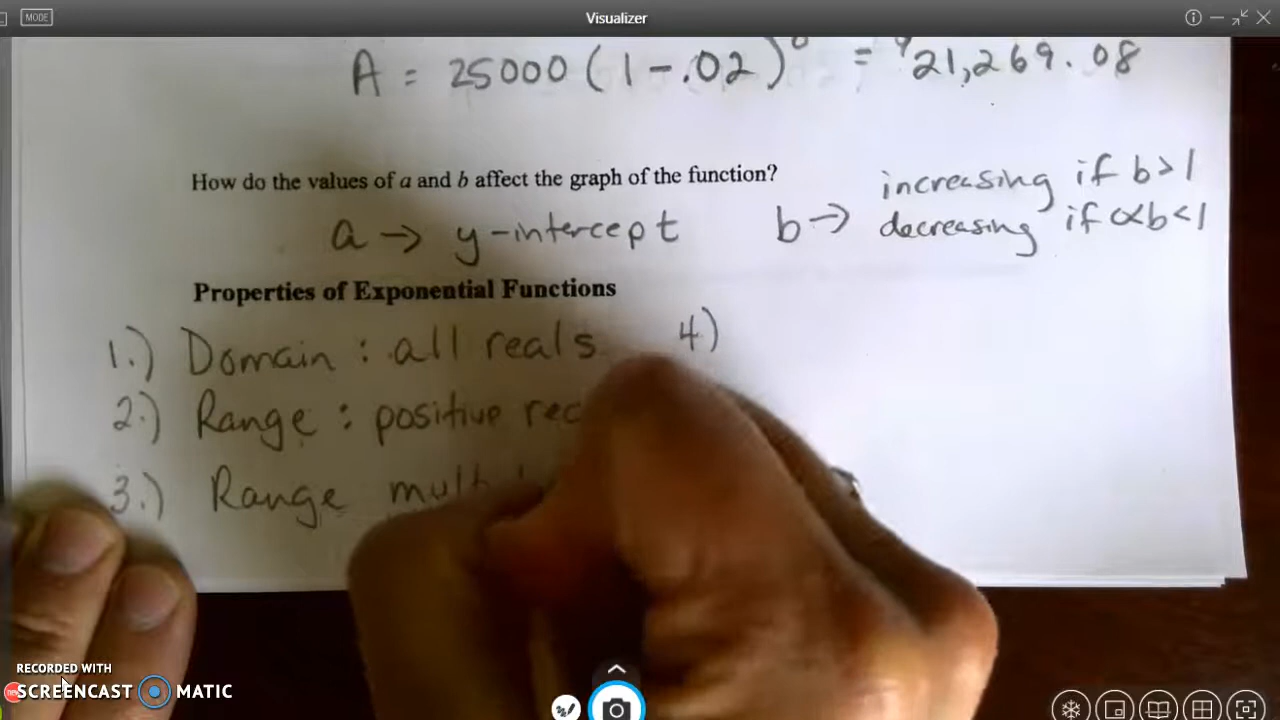 MODE
Visualizer
A = 25000 (1 - .02) = 21,269.08
How do the values of a and b affect the graph of the function?
a → y-intercept
b → increasing if b > 1
decreasing if 0<b<1
Properties of Exponential Functions
1.) Domain : all reals
2.) Range : positive
3.) Range
4.)
RECORDED WITH
SCREENCAST MATIC